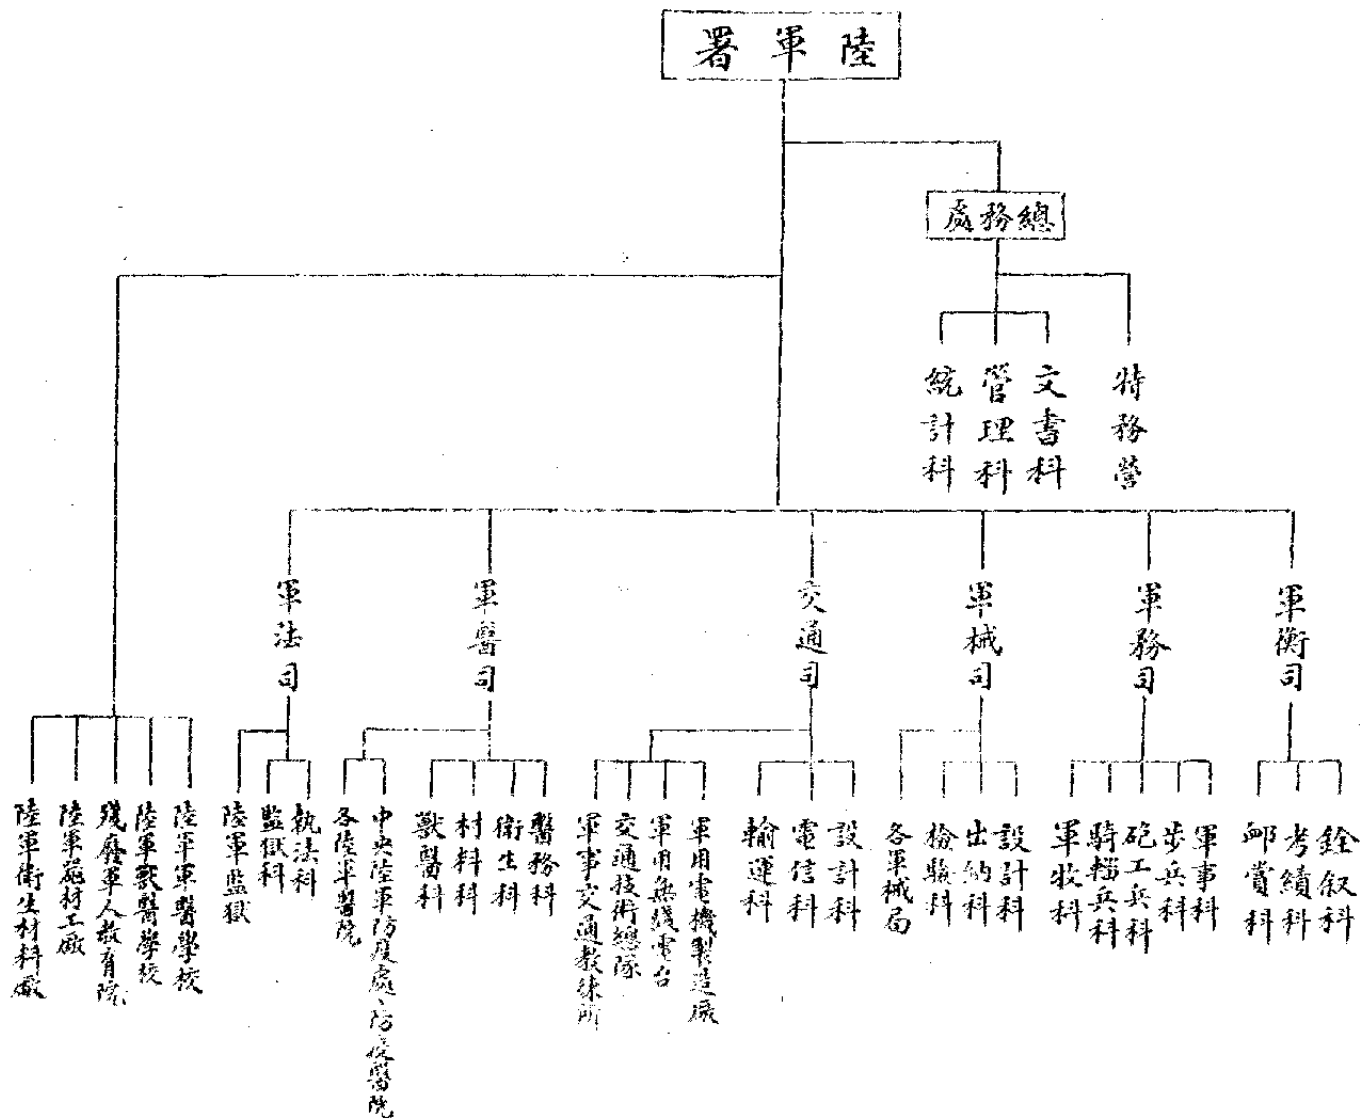 陸軍署
總務處
特務營
文書科
管理科
統計科
軍衡司
軍務司
軍械司
交通司
軍醫司
軍法司
銓叙科
考績科
卹賞科
軍事科
步兵科
砲工兵科
騎輜兵科
軍牧科
設計科
出納科
檢驗科
各軍械局
設計科
電信科
輸運科
軍用電機製造廠
軍用無綫電台
交通技術總隊
軍事交通教練所
醫務科
衛生科
材料科
獸醫科
中央陸軍防疫處防疫醫院
各陸軍醫院
執法科
監獄科
陸軍監獄
陸軍軍醫學校
陸軍獸醫學校
殘廢軍人教育院
陸軍
材工廠
陸軍衛生材料廠